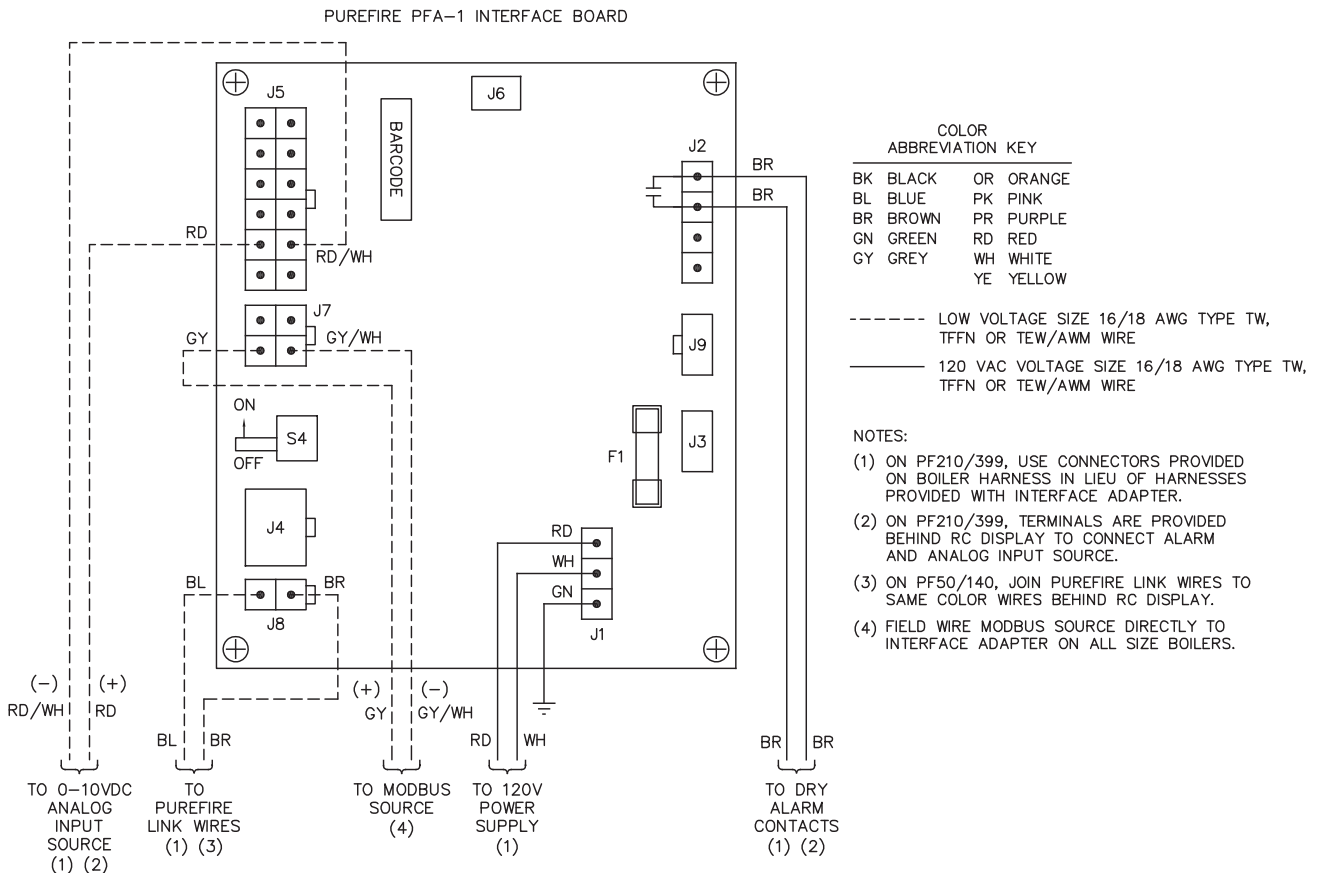 PUREFIRE PFA-1 INTERFACE BOARD
J5
BARCODE
J6
J2
BR
BR
RD
RD/WH
J7
GY
GY/WH
J9
ON
S4
OFF
F1
J3
J4
RD
WH
GN
J1
BL
BR
J8
(-)
(+)
RD/WH
RD
BL
BR
(+)
(-)
GY
GY/WH
RD
WH
BR
BR
TO 0-10VDC
ANALOG
INPUT
SOURCE
(1) (2)
TO
PUREFIRE
LINK WIRES
(1) (3)
TO MODBUS
SOURCE
(4)
TO 120V
POWER
SUPPLY
(1)
TO DRY
ALARM
CONTACTS
(1) (2)
COLOR
ABBREVIATION KEY
BK BLACK OR ORANGE
BL BLUE PK PINK
BR BROWN PR PURPLE
GN GREEN RD RED
GY GREY WH WHITE
YE YELLOW
LOW VOLTAGE SIZE 16/18 AWG TYPE TW,
TFFN OR TEW/AWM WIRE
120 VAC VOLTAGE SIZE 16/18 AWG TYPE TW,
TFFN OR TEW/AWM WIRE
NOTES:
(1) ON PF210/399, USE CONNECTORS PROVIDED
ON BOILER HARNESS IN LIEU OF HARNESSES
PROVIDED WITH INTERFACE ADAPTER.
(2) ON PF210/399, TERMINALS ARE PROVIDED
BEHIND RC DISPLAY TO CONNECT ALARM
AND ANALOG INPUT SOURCE.
(3) ON PF50/140, JOIN PUREFIRE LINK WIRES TO
SAME COLOR WIRES BEHIND RC DISPLAY.
(4) FIELD WIRE MODBUS SOURCE DIRECTLY TO
INTERFACE ADAPTER ON ALL SIZE BOILERS.